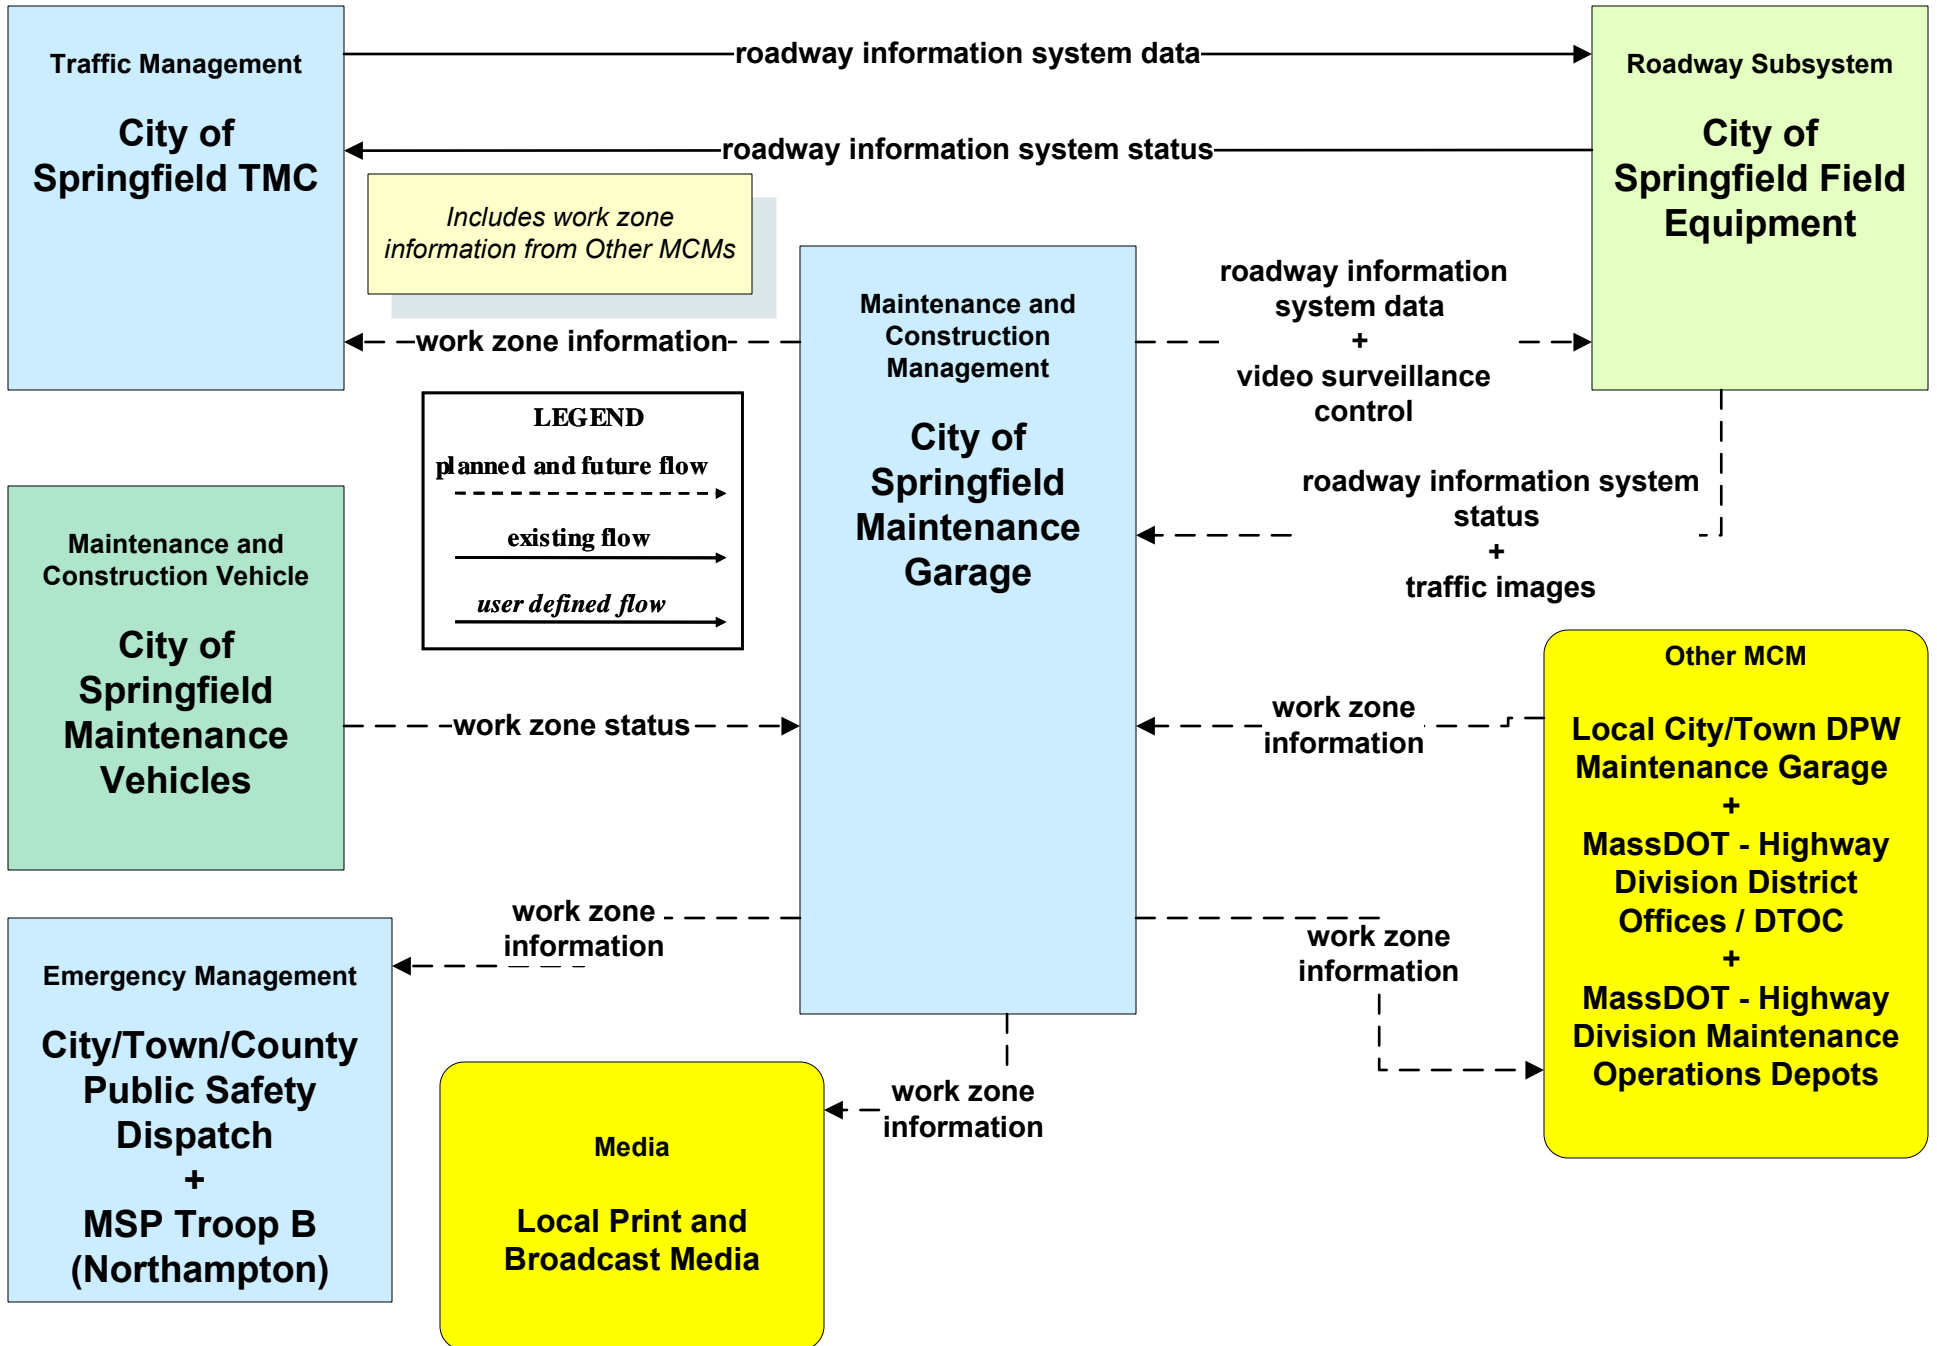 Traffic Management
City of
Springfield TMC
roadway information system data
roadway information system status
Roadway Subsystem
City of
Springfield Field
Equipment
Includes work zone
information from Other MCMs
work zone information
Maintenance and
Construction
Management
City of
Springfield
Maintenance
Garage
roadway information
system data
+
video surveillance
control
LEGEND
planned and future flow
existing flow
user defined flow
roadway information system
status
+
traffic images
Maintenance and
Construction Vehicle
City of
Springfield
Maintenance
Vehicles
work zone status
work zone
information
Other MCM
Local City/Town DPW
Maintenance Garage
+
MassDOT - Highway
Division District
Offices / DTOC
+
MassDOT - Highway
Division Maintenance
Operations Depots
work zone
information
work zone
information
Emergency Management
City/Town/County
Public Safety
Dispatch
+
MSP Troop B
(Northampton)
work zone
information
Media
Local Print and
Broadcast Media